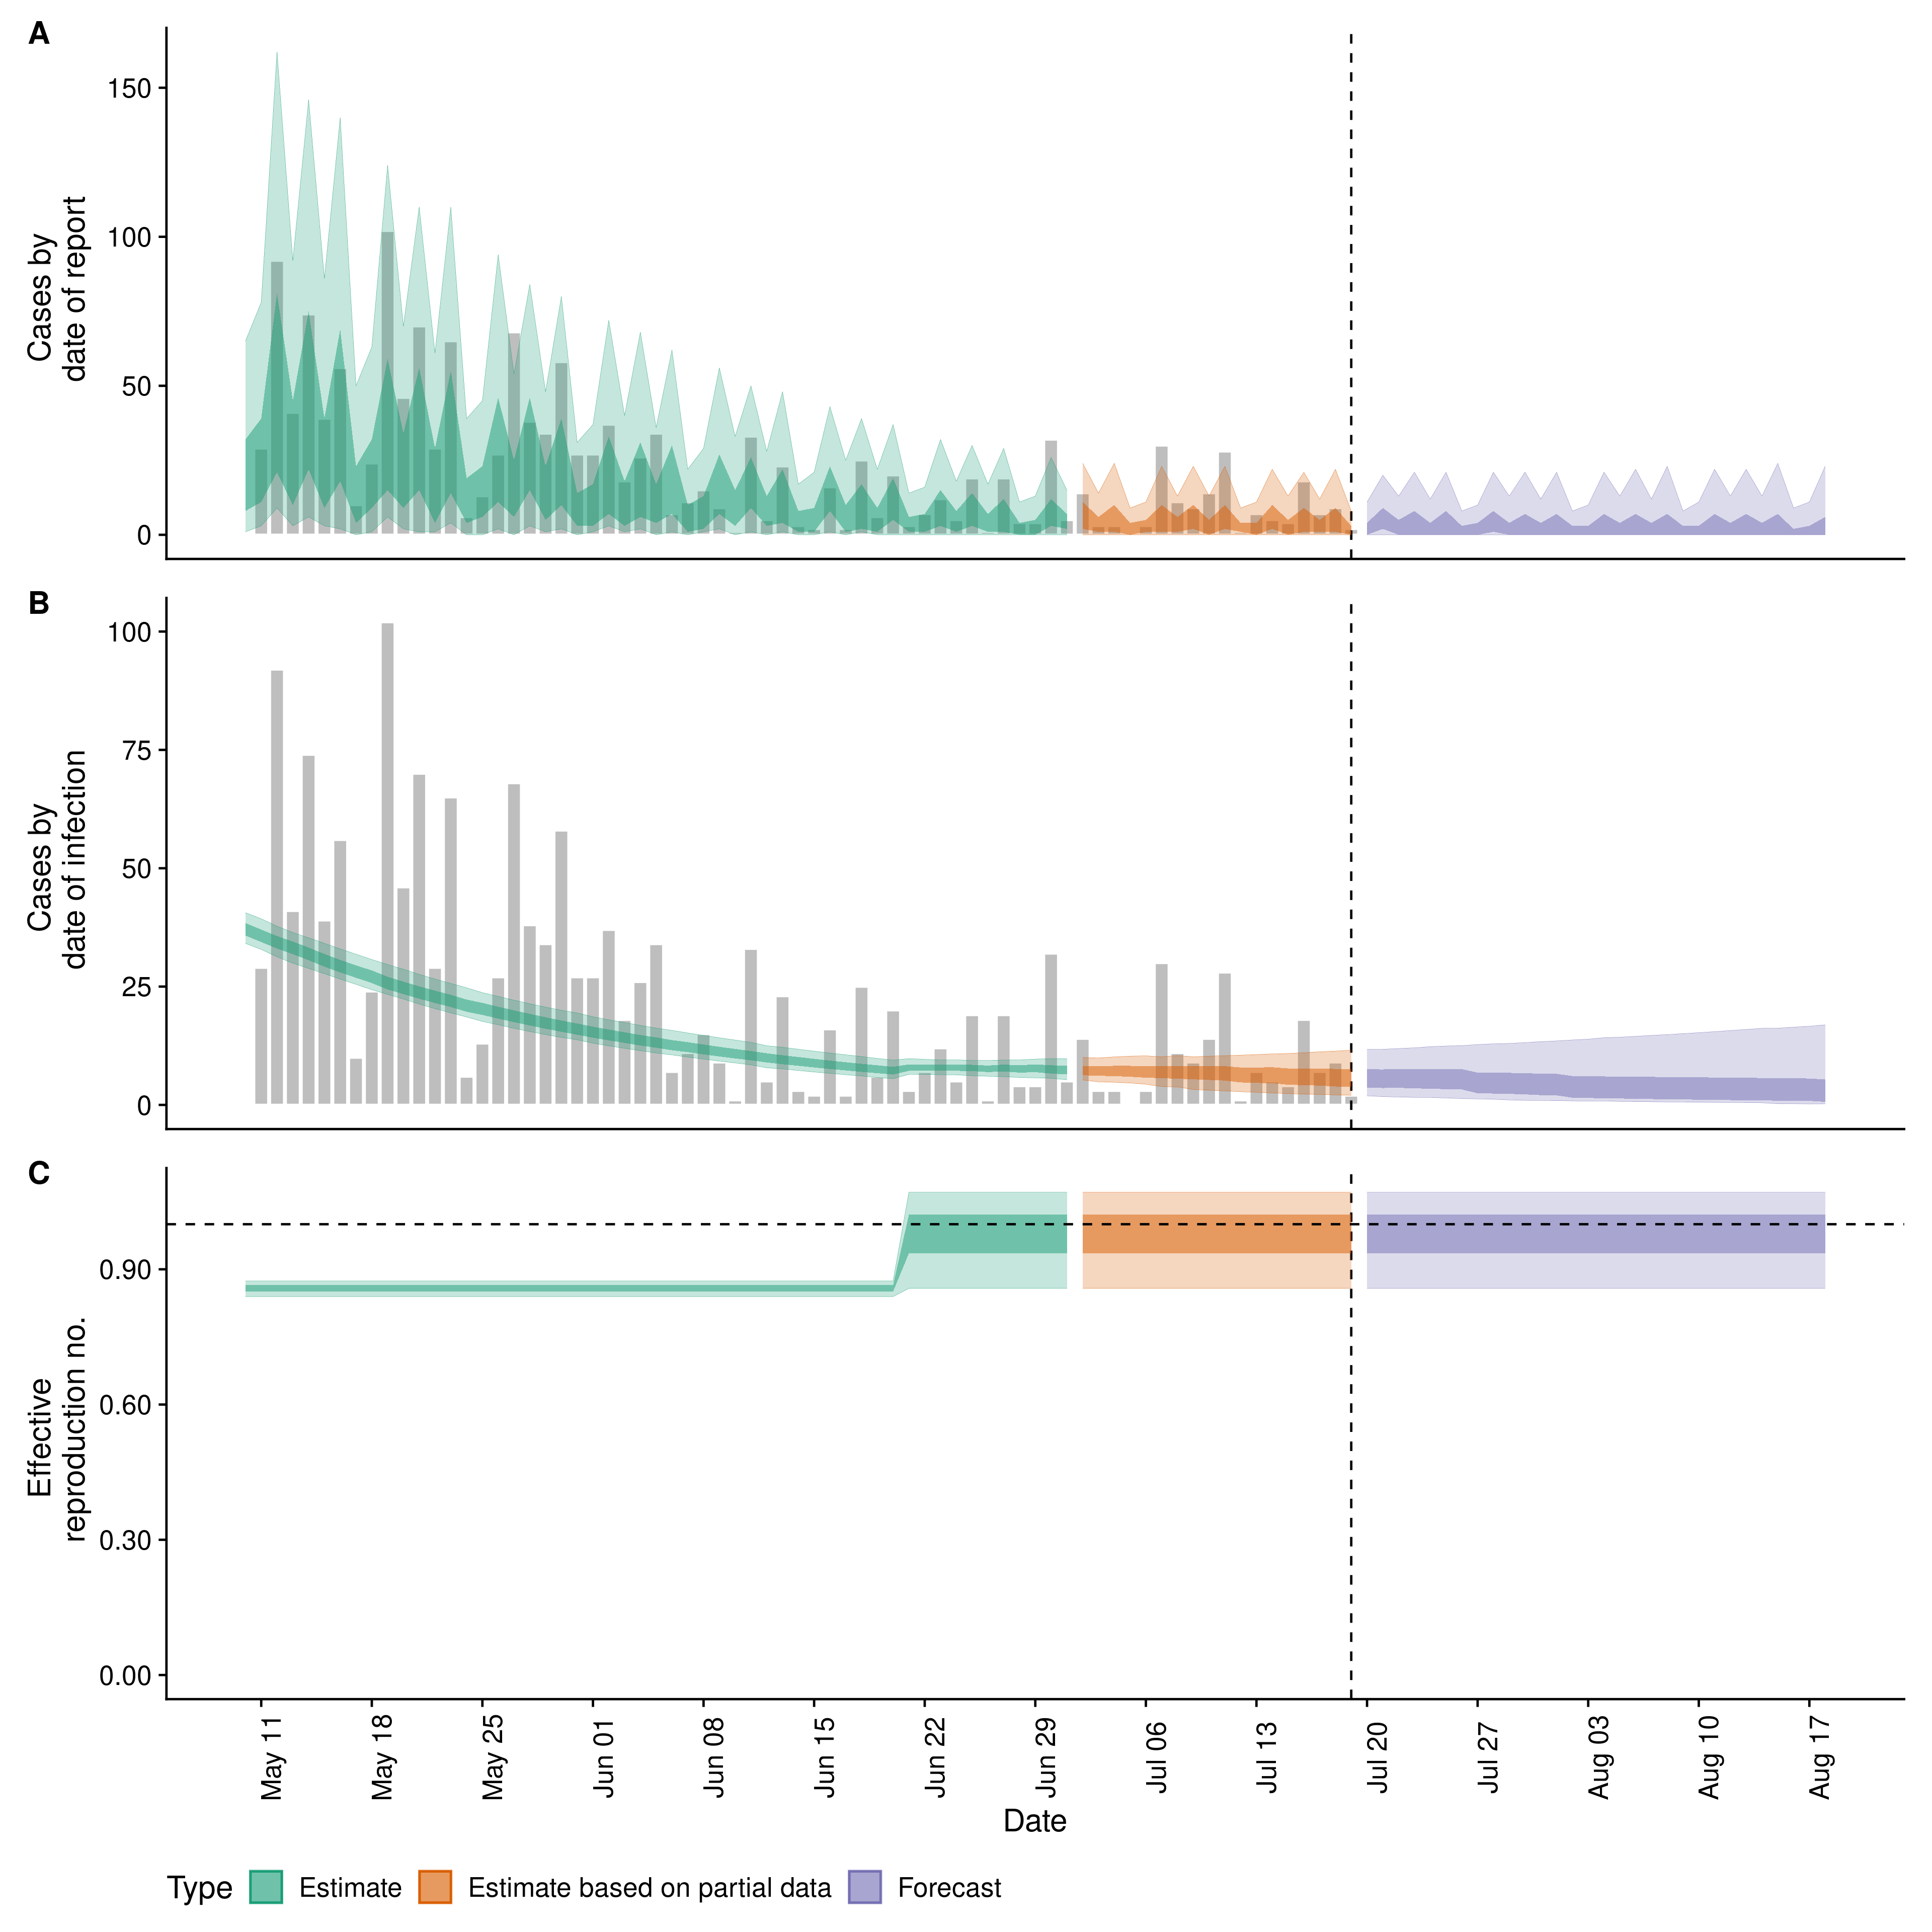 A
Cases by
date of report
150
100
50
0
B
Cases by
date of infection
100
75
50
25
0
C
Effective
reproduction no.
0.90
0.60
0.30
0.00
May 11
May 18
May 25
Jun 01
Jun 08
Jun 15
Jun 22
Jun 29
Jul 06
Jul 13
Jul 20
Jul 27
Aug 03
Aug 10
Aug 17
Date
Type Estimate Estimate based on partial data Forecast